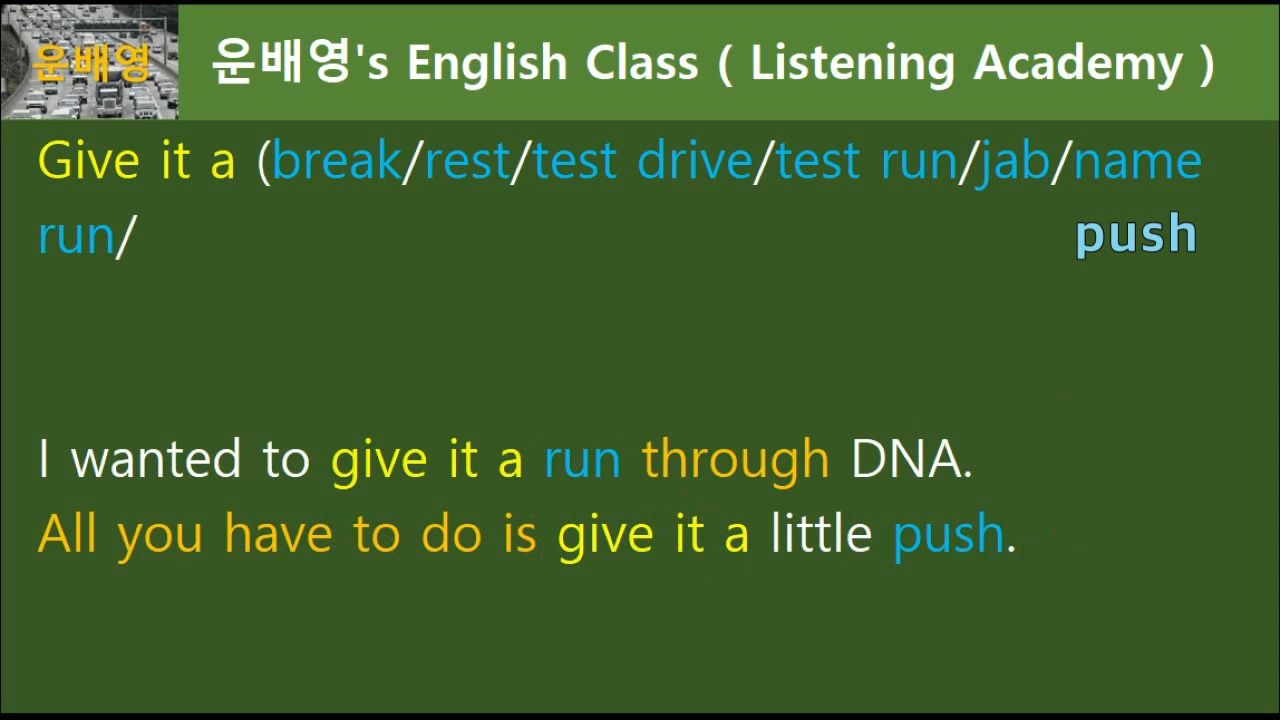 운배영
운배영's English Class ( Listening Academy )
Give it a (break/rest/test drive/test run/jab/name
run/ push
I wanted to give it a run through DNA.
All you have to do is give it a little push.